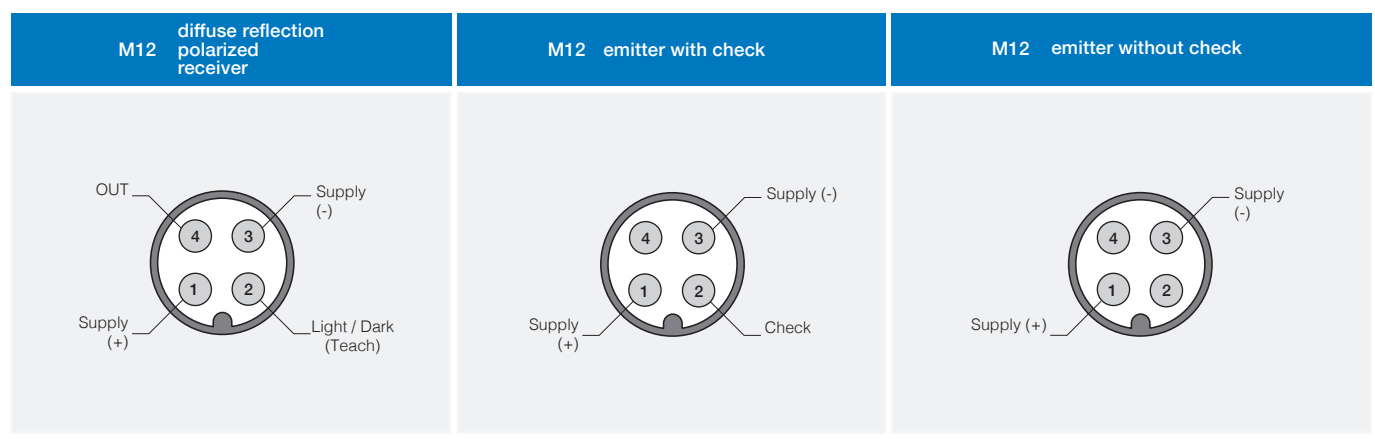 M12 diffuse reflection
polarized
receiver
OUT
Supply
(-)
4 3
1 2
Supply
(+)
Light / Dark
(Teach)
M12 emitter with check
Supply (-)
4 3
1 2
Supply
(+)
Check
M12 emitter without check
Supply
(-)
4 3
1 2
Supply (+)